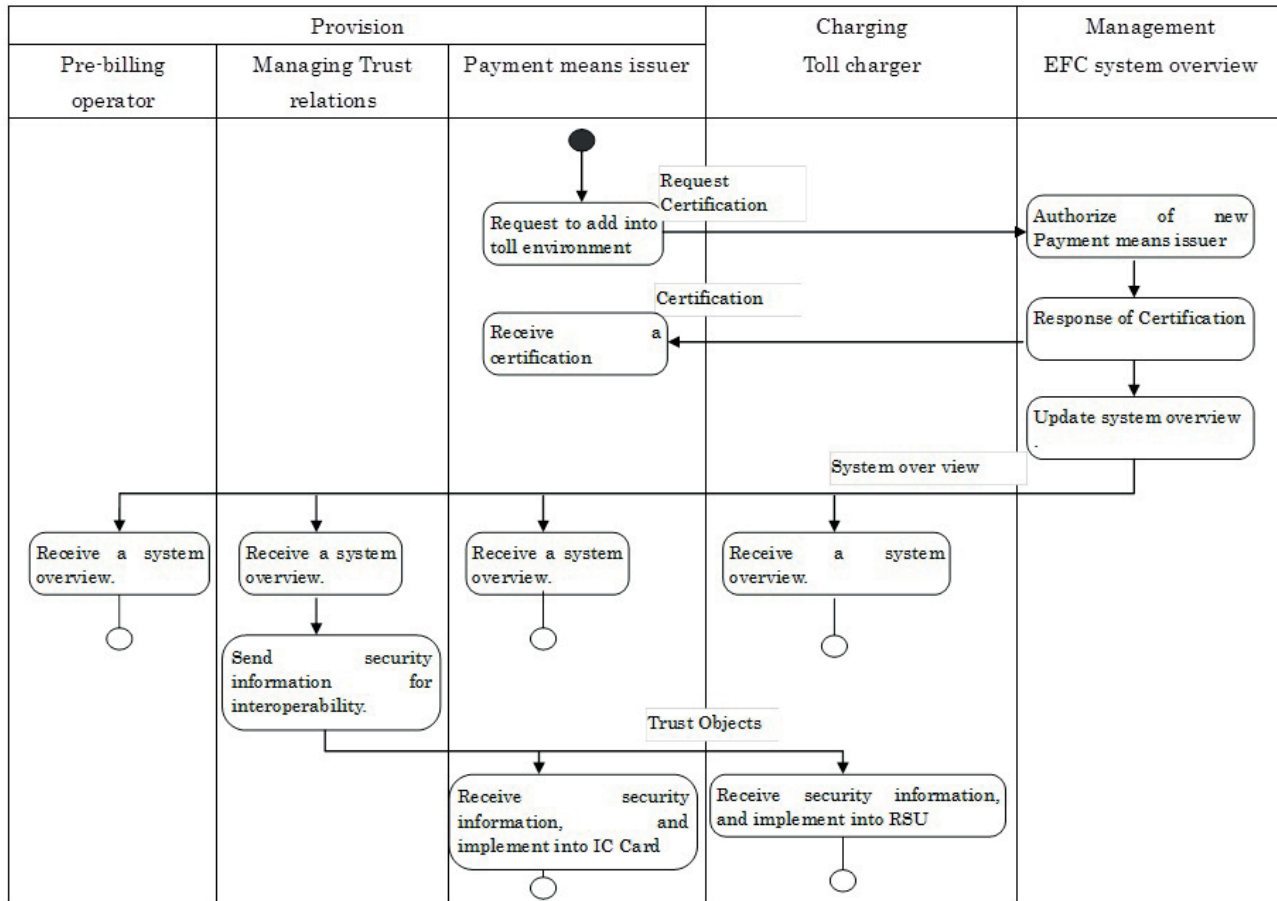 Provision
Charging
Toll charger
Management
EFC system overview
Pre-billing
operator
Managing Trust
relations
Payment means issuer
Request
Certification
Request to add into
toll environment
Authorize of new
Payment means issuer
Certification
Receive a
certification
Response of Certification
Update system overview
.
System over view
Receive a system
overview.
Receive a system
overview.
Receive a system
overview.
Receive a system
overview.
Send security
information for
interoperability.
Trust Objects
Receive security
information, and
implement into IC Card
Receive security information,
and implement into RSU